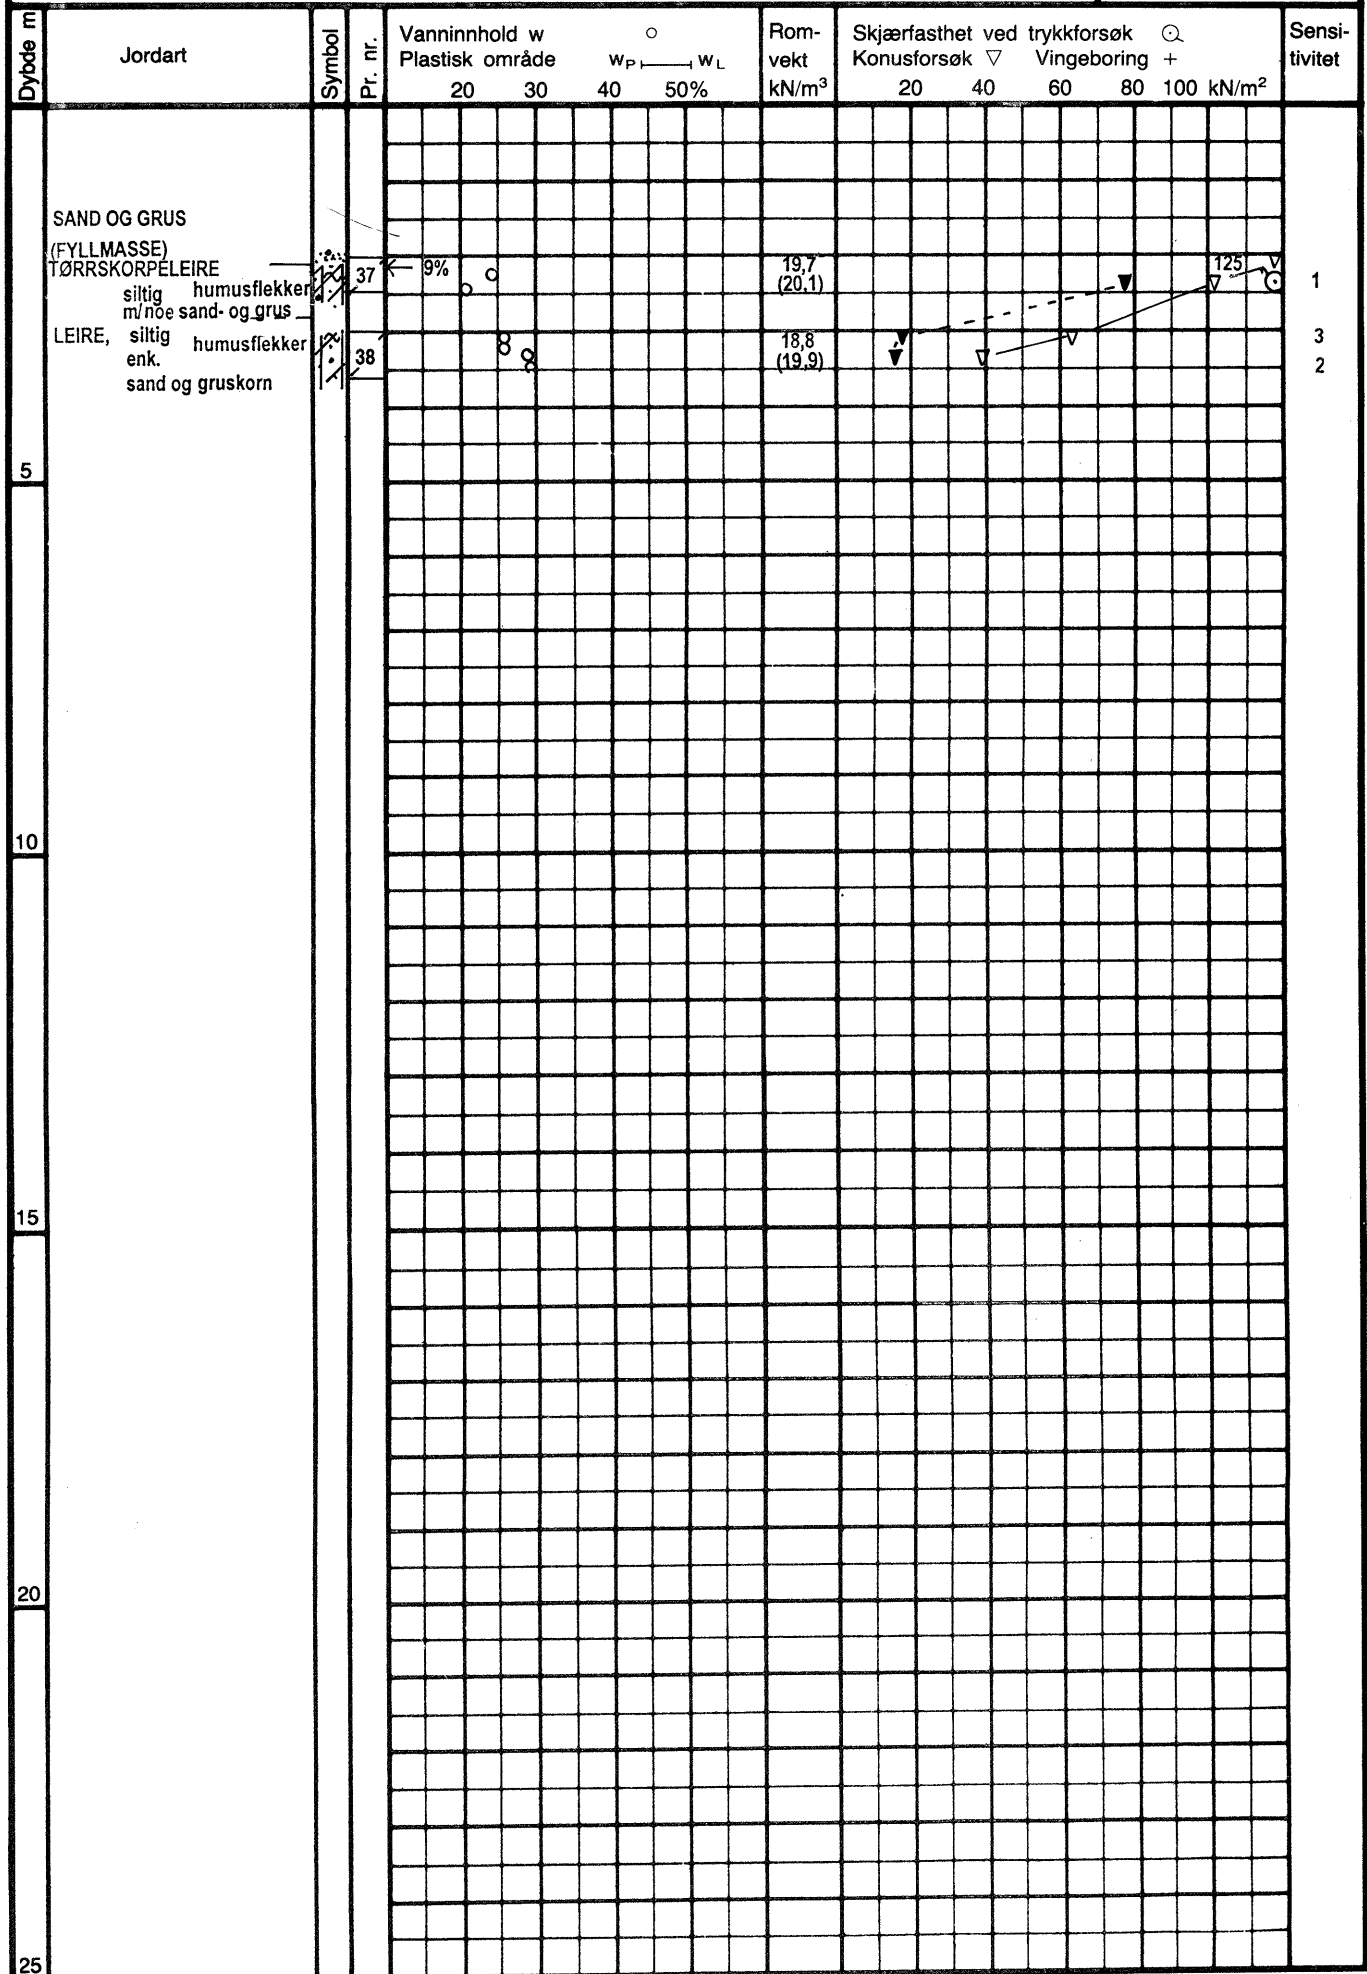 Dybde m
Jordart
Symbol
Pr. nr.
Vanninnhold w
Plastisk område wP wL
20 30 40 50%
Rom-
vekt
kN/m³
Skjærfasthet ved trykkforsøk
Konusforsøk ▽ Vingeboring +
20 40 60 80 100 kN/m²
Sensi-
tivitet
SAND OG GRUS
(FYLLMASSE)
TØRRSKORPELEIRE
siltig humusflekker
m/noe sand- og grus
LEIRE, siltig humusflekker
enk.
sand og gruskorn
37
38
9%
19,7
(20,1)
18,8
(19,9)
125
1
3
2
5
10
15
20
25